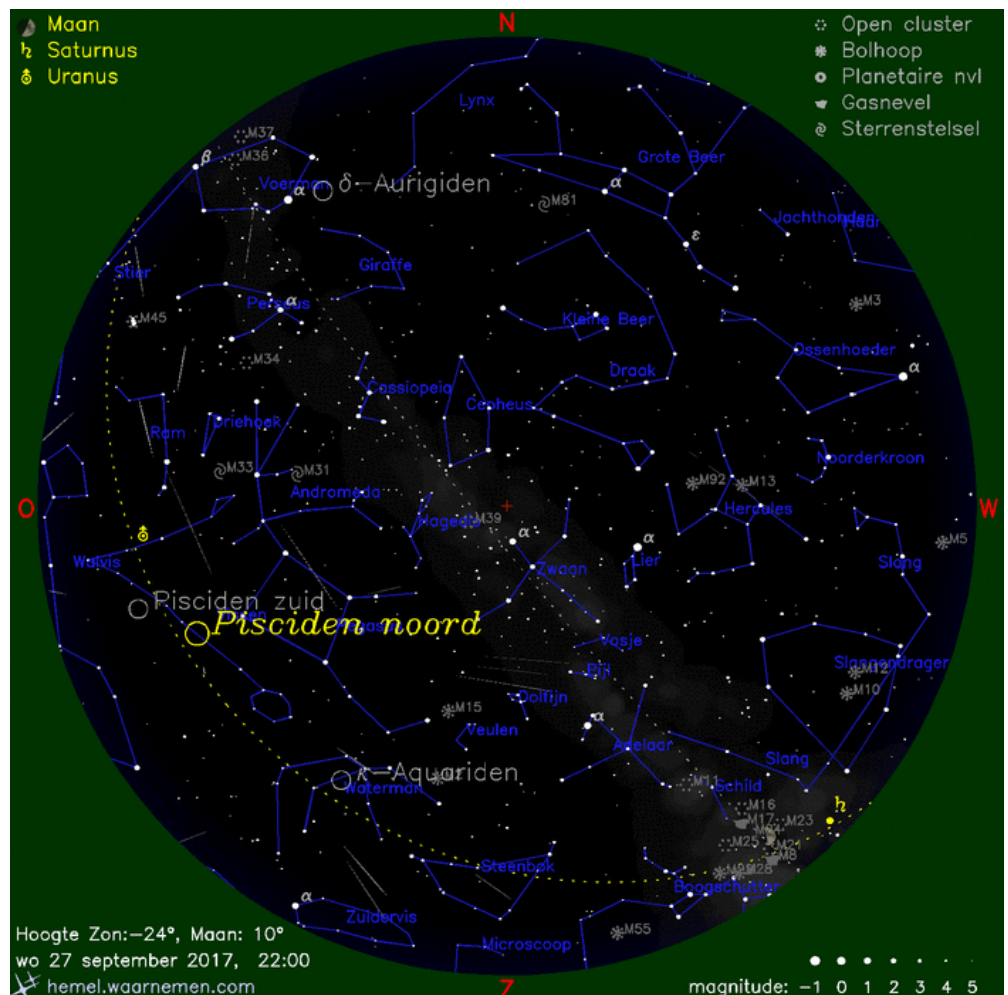 N
Maan
Saturnus
Uranus
Open cluster
Bolhoop
Planetaire nvl
Gasnevel
Sterrenstelsel
Lynx
M37
M36
β
Voerman
α
δ-Aurigiden
Grote Beer
α
M81
Jachthonden
Haar
ε
Stier
Giraffe
Perseus
α
M45
M3
Kleine Beer
M34
Ossenhoeder
α
Cassiopeia
Draak
Cepheus
Ram
Driehoek
M33
M31
Andromeda
Noorderkroon
M92
M13
Hercules
O
W
Hagedis
M39
α
Zwaan
α
Lier
M5
Slang
Walvis
Pisciden zuid
Pisciden noord
Vosje
Pijl
Slangendrager
M12
M10
Dolfijn
M15
Veulen
α
Adelaar
Slang
κ-Aquariden
Waterman
M11
Schild
M16
M17
M23
M25
M21
M8
M28
Steenbok
Boogschutter
α
Zuidervis
Microscoop
M55
Hoogte Zon:-24°, Maan: 10°
wo 27 september 2017, 22:00
hemel.waarnemen.com
Z
magnitude: -1 0 1 2 3 4 5